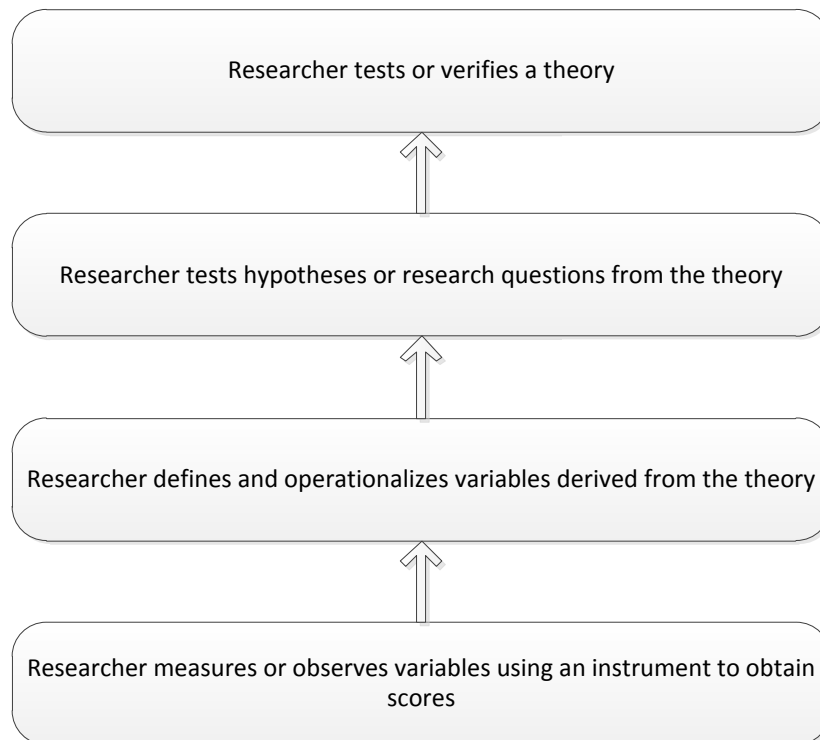 Researcher tests or verifies a theory
Researcher tests hypotheses or research questions from the theory
Researcher defines and operationalizes variables derived from the theory
Researcher measures or observes variables using an instrument to obtain
scores